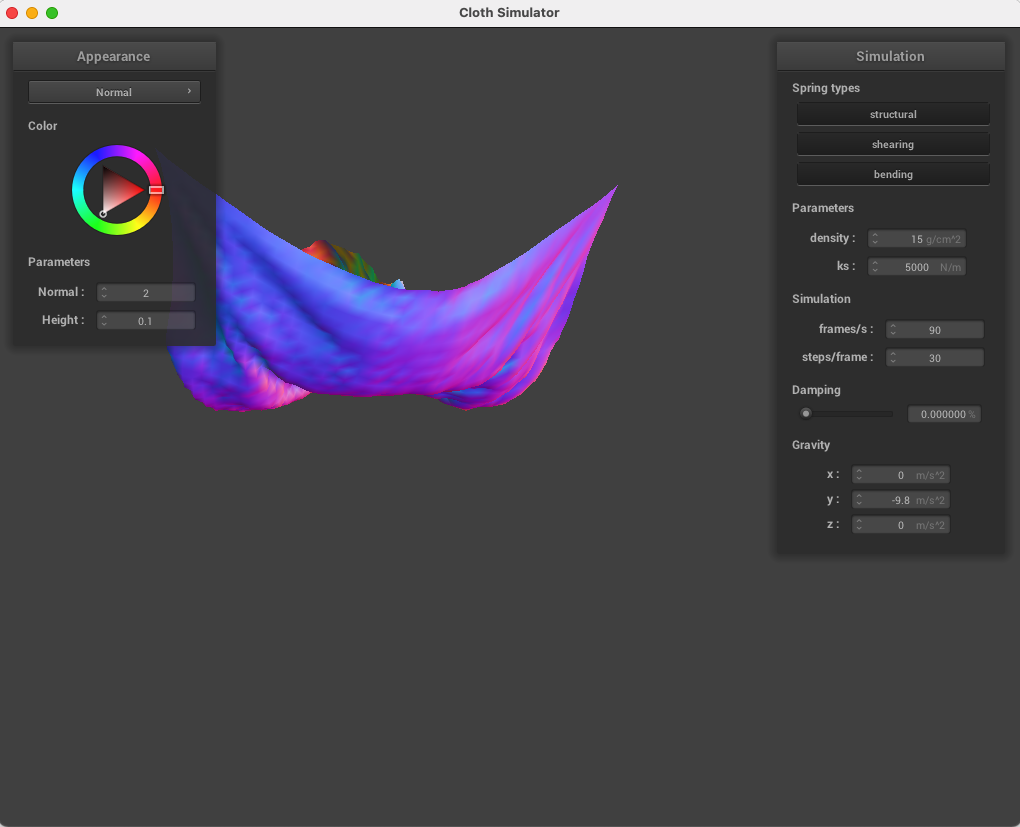 Cloth Simulator
Appearance
Normal
Color
Parameters
Normal : 2
Height : 0.1
Simulation
Spring types
structural
shearing
bending
Parameters
density : 15 g/cm^2
ks : 5000 N/m
Simulation
frames/s : 90
steps/frame : 30
Damping
0.000000 %
Gravity
x : 0 m/s^2
y : -9.8 m/s^2
z : 0 m/s^2